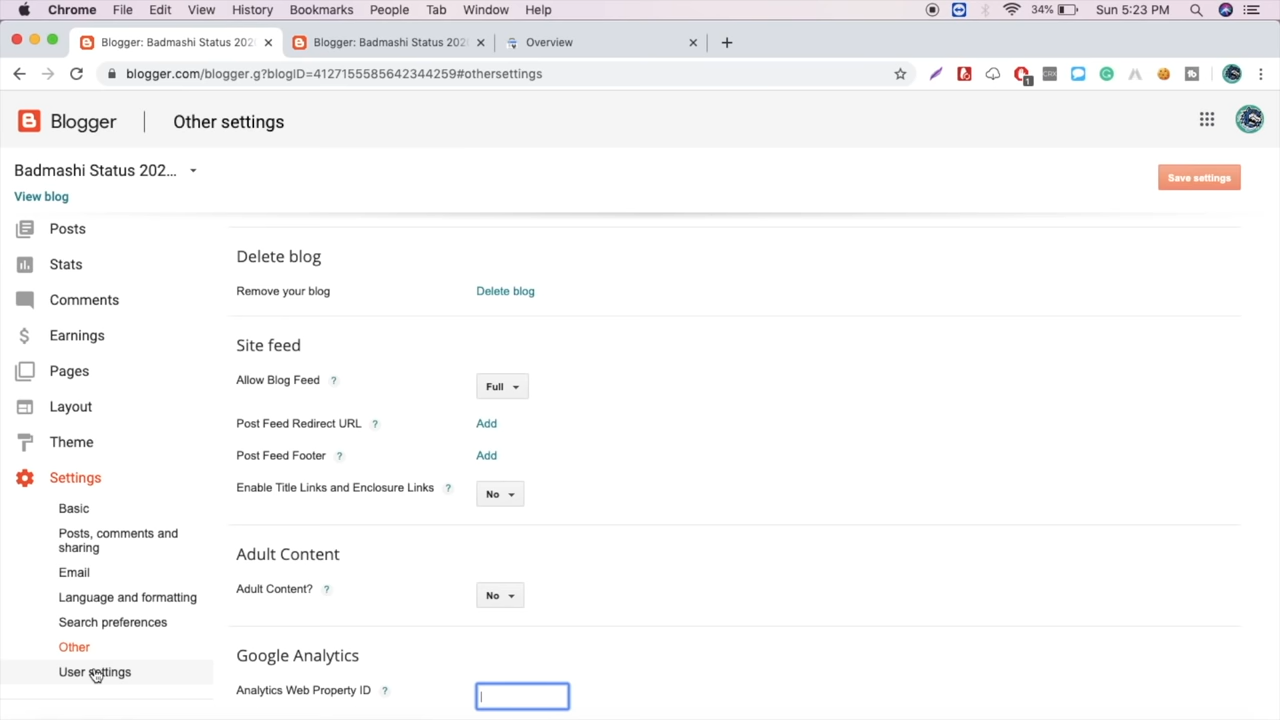 Chrome File Edit View History Bookmarks People Tab Window Help 34% Sun 5:23 PM
Blogger: Badmashi Status 202 Blogger: Badmashi Status 202 Overview
blogger.com/blogger.g?blogID=4127155585642344259#othersettings
Blogger Other settings
Badmashi Status 202... Save settings
View blog
Posts
Stats
Comments
Earnings
Pages
Layout
Theme
Settings
Basic
Posts, comments and
sharing
Email
Language and formatting
Search preferences
Other
User settings
Delete blog
Remove your blog Delete blog
Site feed
Allow Blog Feed ? Full
Post Feed Redirect URL ? Add
Post Feed Footer ? Add
Enable Title Links and Enclosure Links ? No
Adult Content
Adult Content? ? No
Google Analytics
Analytics Web Property ID ?